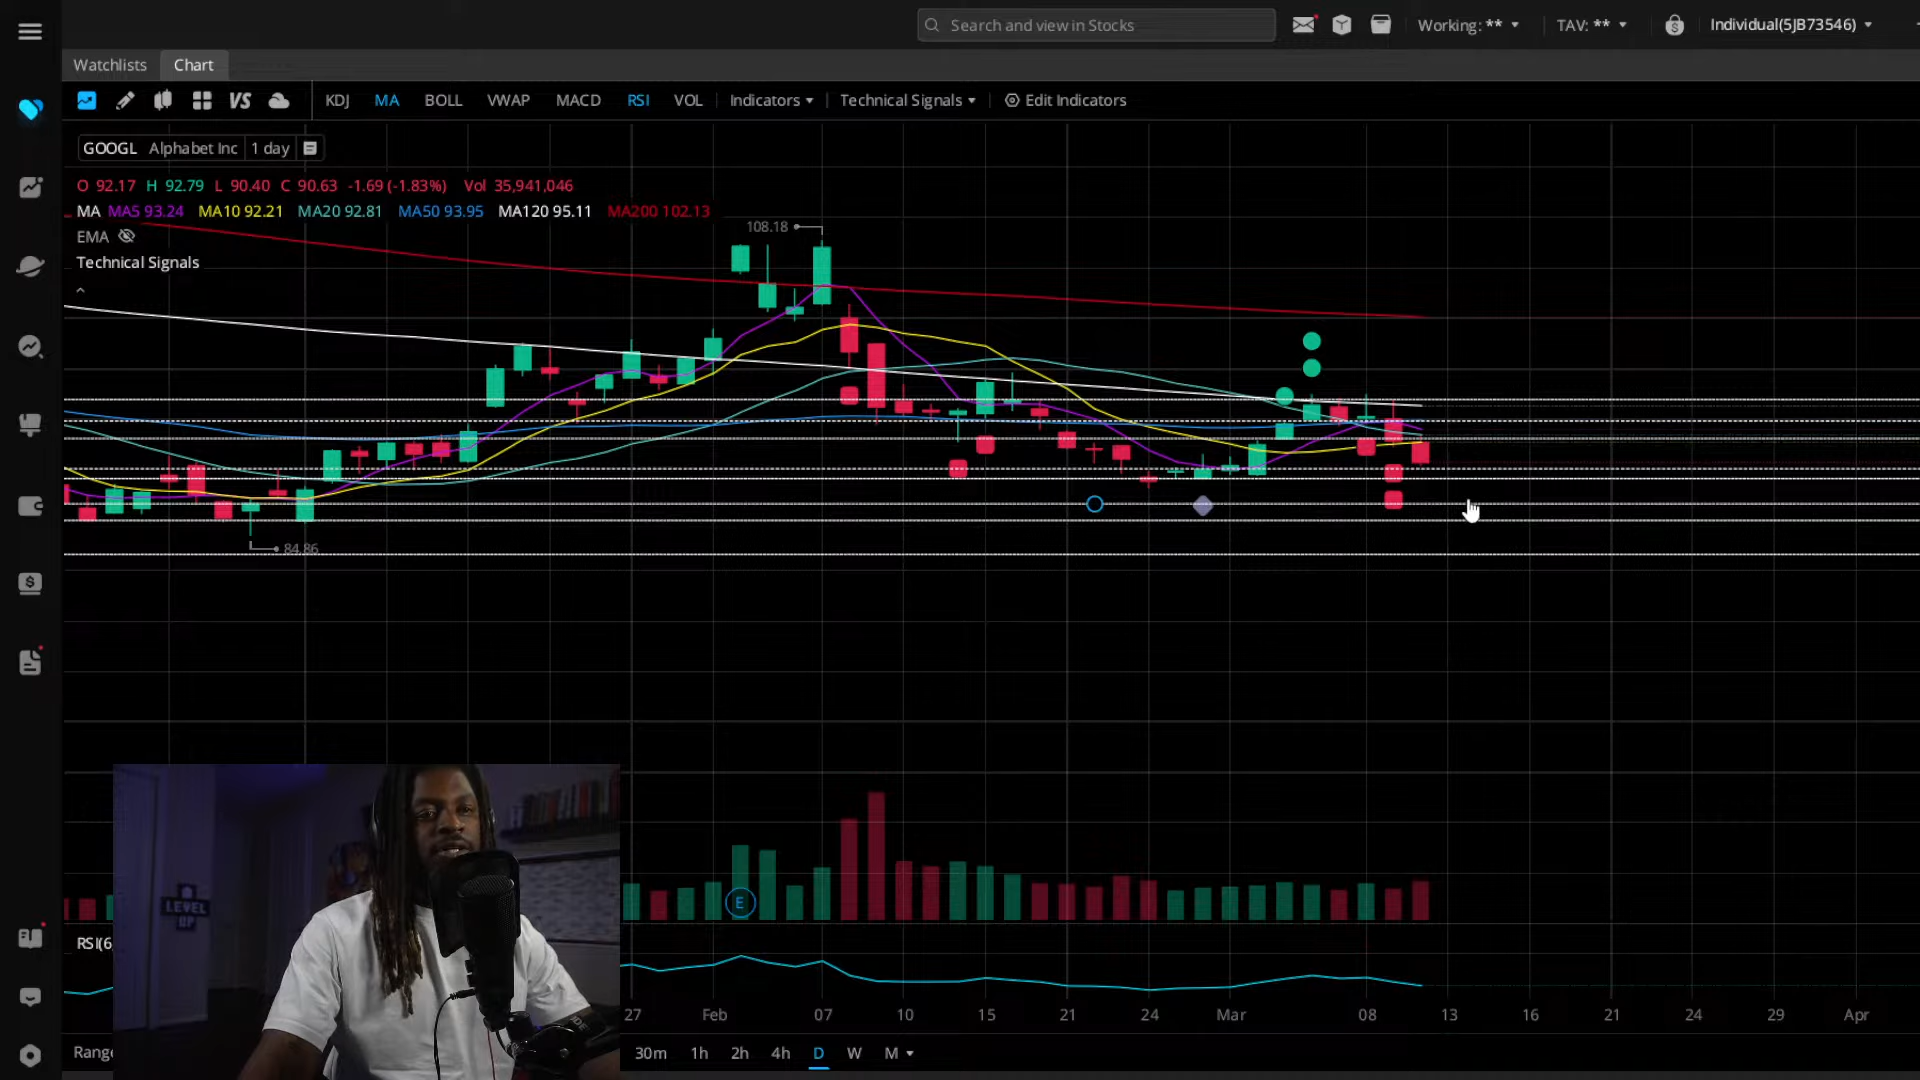 Search and view in Stocks
Working: **
TAV: **
Individual(5JB73546)
Watchlists
Chart
VS
KDJ
MA
BOLL
VWAP
MACD
RSI
VOL
Indicators
Technical Signals
Edit Indicators
GOOGL Alphabet Inc 1 day
O 92.17 H 92.79 L 90.40 C 90.63 -1.69 (-1.83%) Vol 35,941,046
MA MA5 93.24 MA10 92.21 MA20 92.81 MA50 93.95 MA120 95.11 MA200 102.13
EMA
Technical Signals
108.18
84.86
E
LEVEL
UP
RSI(6,
27 Feb 07 10 15 21 24 Mar 08 13 16 21 24 29 Apr
30m 1h 2h 4h D W M